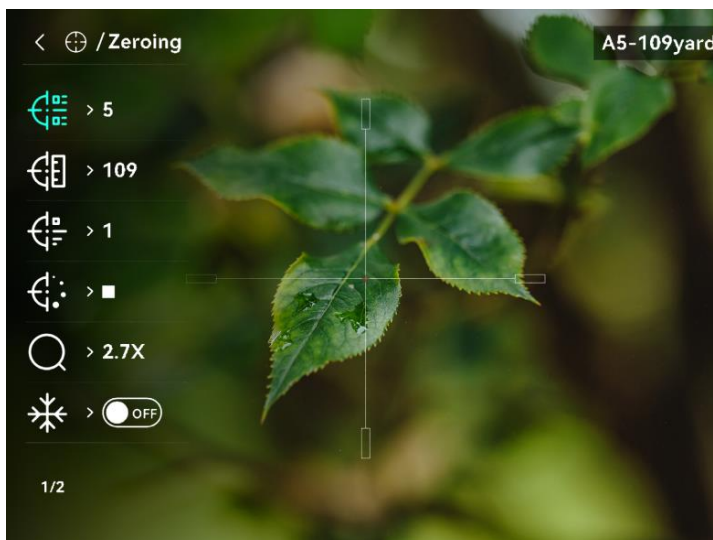 < / Zeroing
A5-109yard
> 5
> 109
> 1
>
> 2.7X
> OFF
1/2